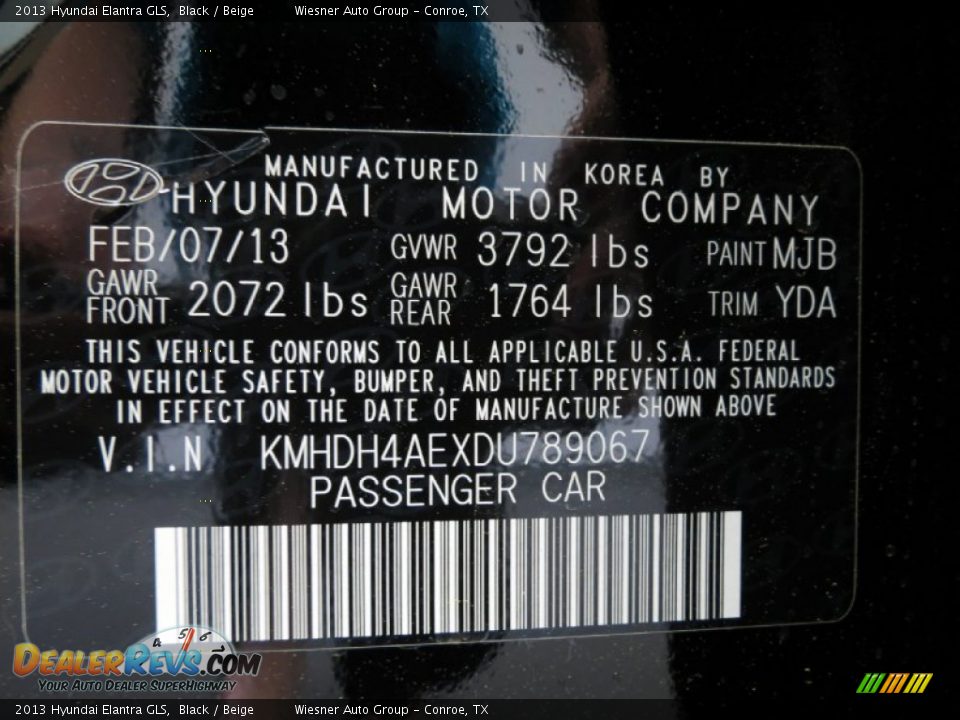 2013 Hyundai Elantra GLS, Black / Beige Wiesner Auto Group - Conroe, TX
MANUFACTURED IN KOREA BY
HYUNDAI MOTOR COMPANY
FEB/07/13 GVWR 3792 lbs PAINT MJB
GAWR FRONT 2072 lbs GAWR REAR 1764 lbs TRIM YDA
THIS VEHICLE CONFORMS TO ALL APPLICABLE U.S.A. FEDERAL
MOTOR VEHICLE SAFETY, BUMPER, AND THEFT PREVENTION STANDARDS
IN EFFECT ON THE DATE OF MANUFACTURE SHOWN ABOVE
V.I.N KMHDH4AEXDU789067
PASSENGER CAR
4 5 6 7
DEALERREVS.COM
YOUR AUTO DEALER SUPERHIGHWAY
2013 Hyundai Elantra GLS, Black / Beige Wiesner Auto Group - Conroe, TX